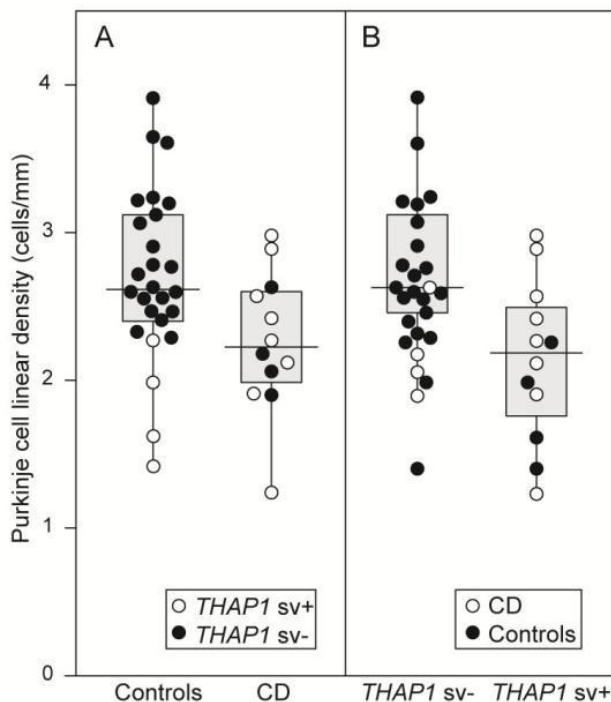 A
B
Purkinje cell linear density (cells/mm)
4
3
2
1
0
THAP1 sv+
THAP1 sv-
CD
Controls
Controls
CD
THAP1 sv-
THAP1 sv+